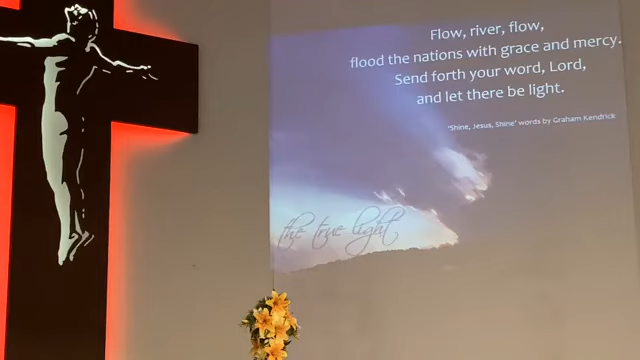 Flow, river, flow,
flood the nations with grace and mercy.
Send forth your word, Lord,
and let there be light.
'Shine, Jesus, Shine' words by Graham Kendrick
the true light